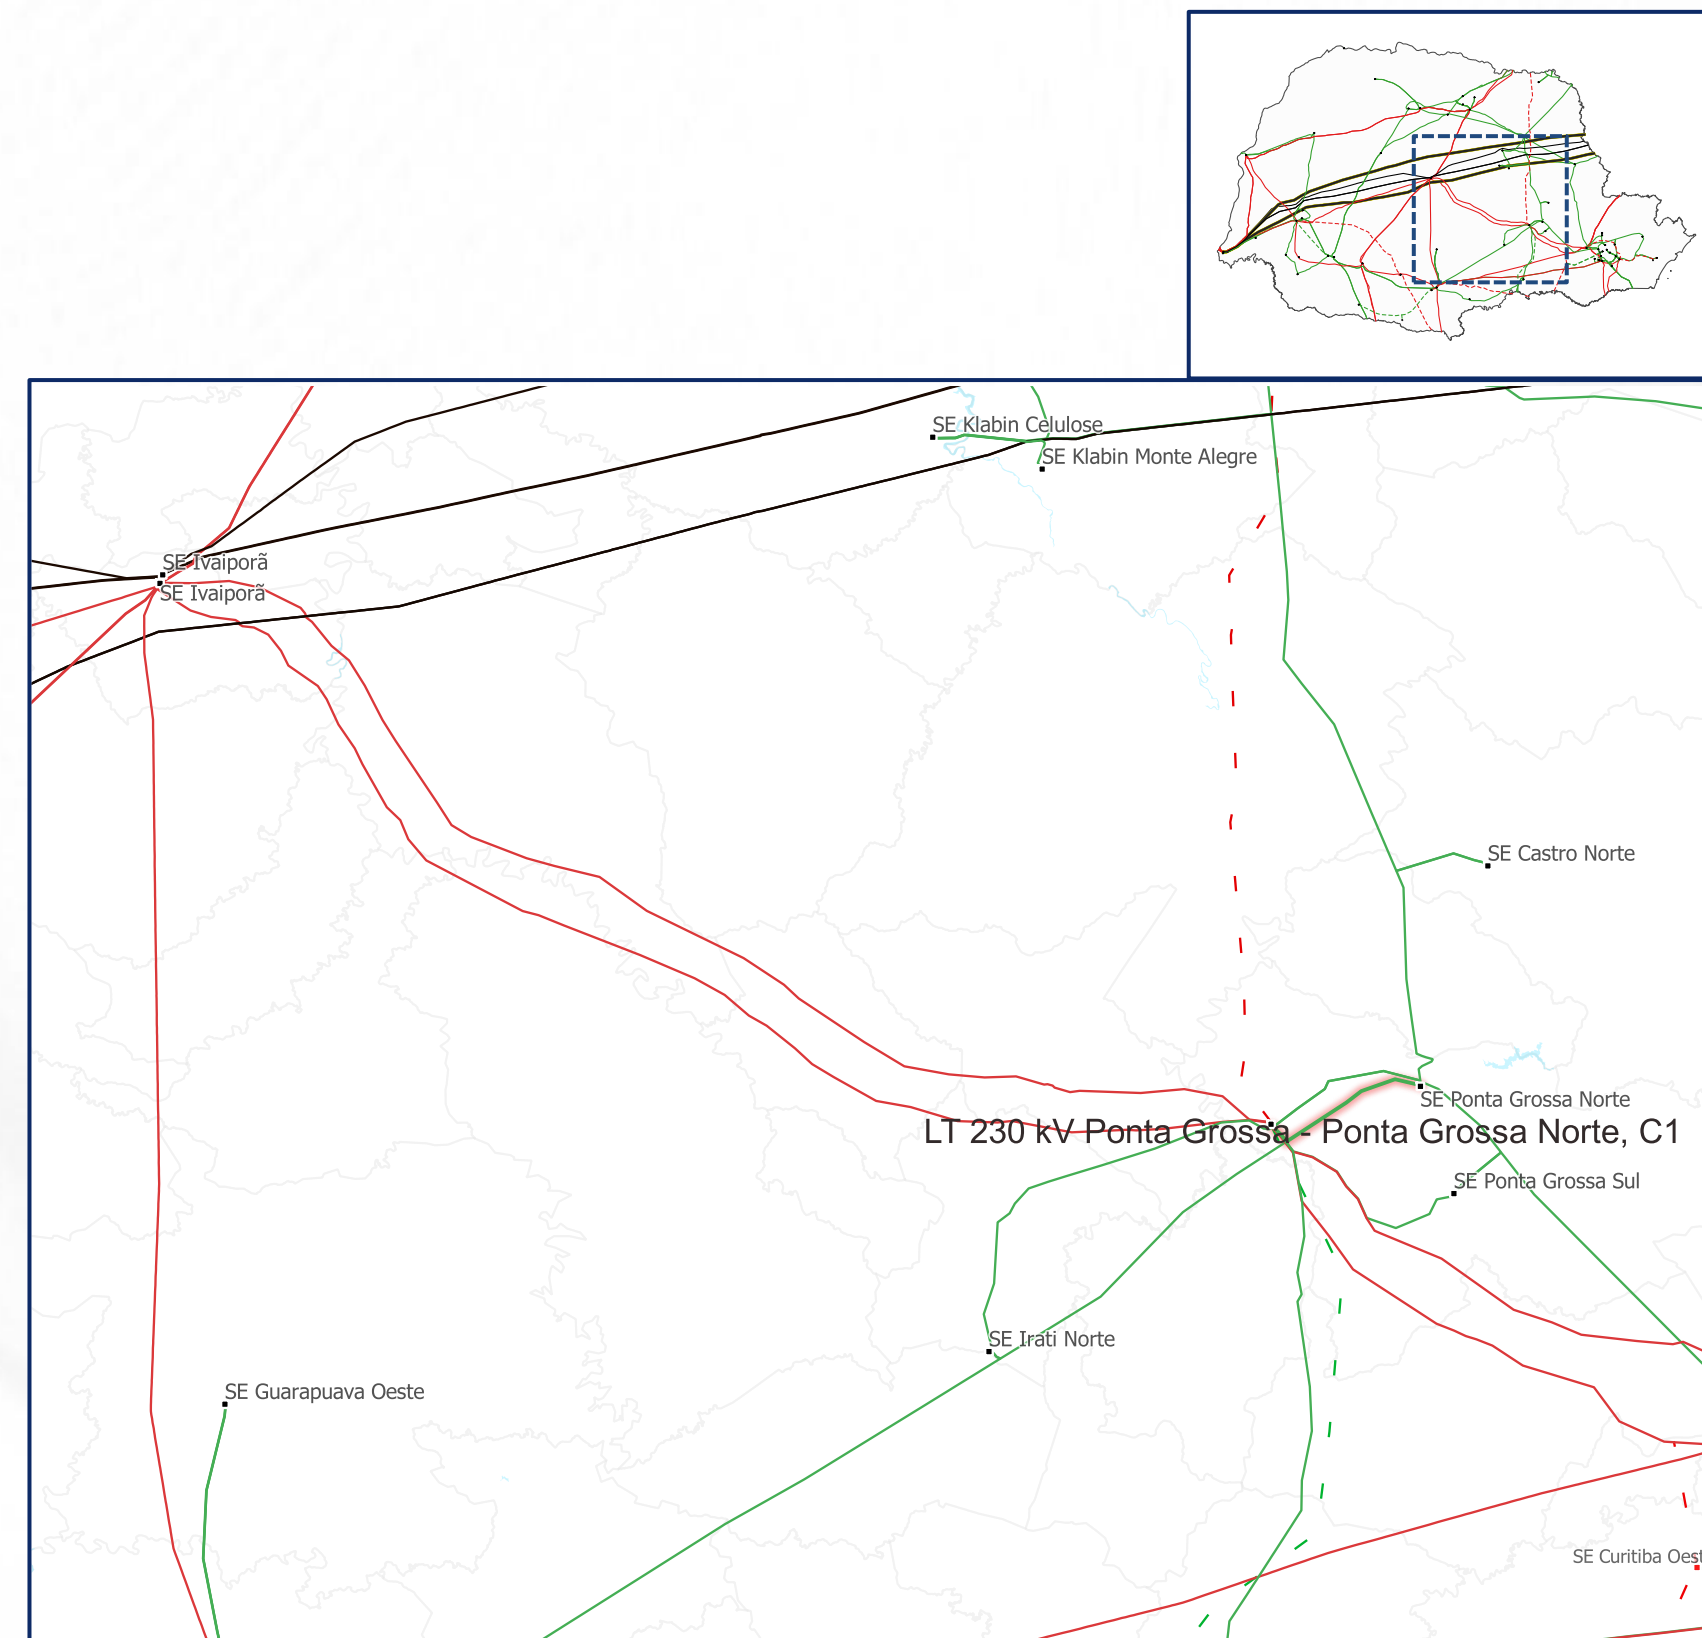 SE Klabin Celulose
SE Klabin Monte Alegre
SE Ivaiporã
SE Ivaiporã
SE Castro Norte
SE Ponta Grossa Norte
LT 230 kV Ponta Grossa - Ponta Grossa Norte, C1
SE Ponta Grossa Sul
SE Irati Norte
SE Guarapuava Oeste
SE Curitiba Oest